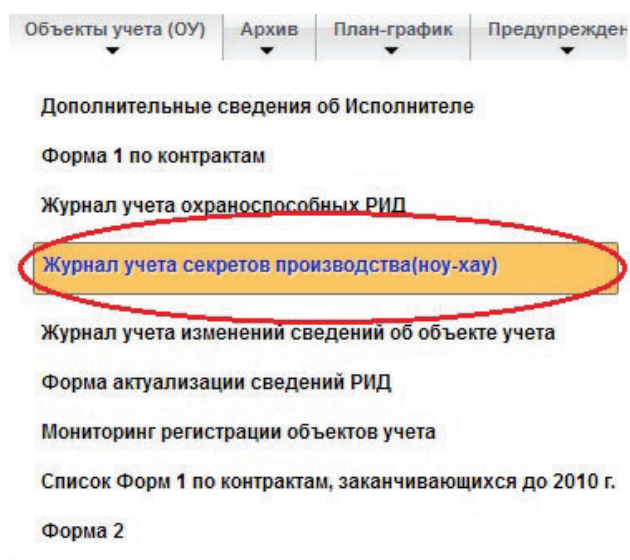 Объекты учета (ОУ) Архив План-график Предупрежден
Дополнительные сведения об Исполнителе
Форма 1 по контрактам
Журнал учета охраноспособных РИД
Журнал учета секретов производства(ноу-хау)
Журнал учета изменений сведений об объекте учета
Форма актуализации сведений РИД
Мониторинг регистрации объектов учета
Список Форм 1 по контрактам, заканчивающихся до 2010 г.
Форма 2